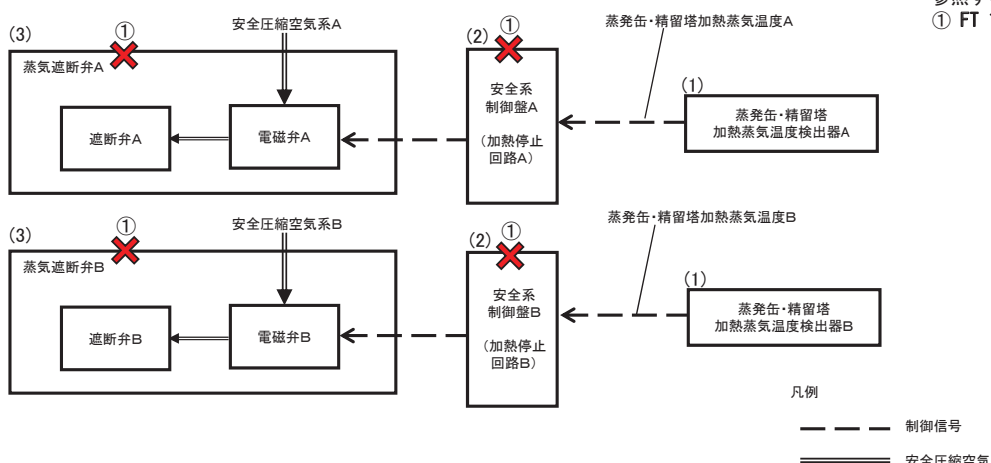 参照す
① FT
(3)
①
安全圧縮空気系A
蒸気遮断弁A
遮断弁A
電磁弁A
(2)
①
安全系
制御盤A
(加熱停止
回路A)
蒸発缶・精留塔加熱蒸気温度A
(1)
蒸発缶・精留塔
加熱蒸気温度検出器A
(3)
①
安全圧縮空気系B
蒸気遮断弁B
遮断弁B
電磁弁B
(2)
①
安全系
制御盤B
(加熱停止
回路B)
蒸発缶・精留塔加熱蒸気温度B
(1)
蒸発缶・精留塔
加熱蒸気温度検出器B
凡例
制御信号
安全圧縮空気